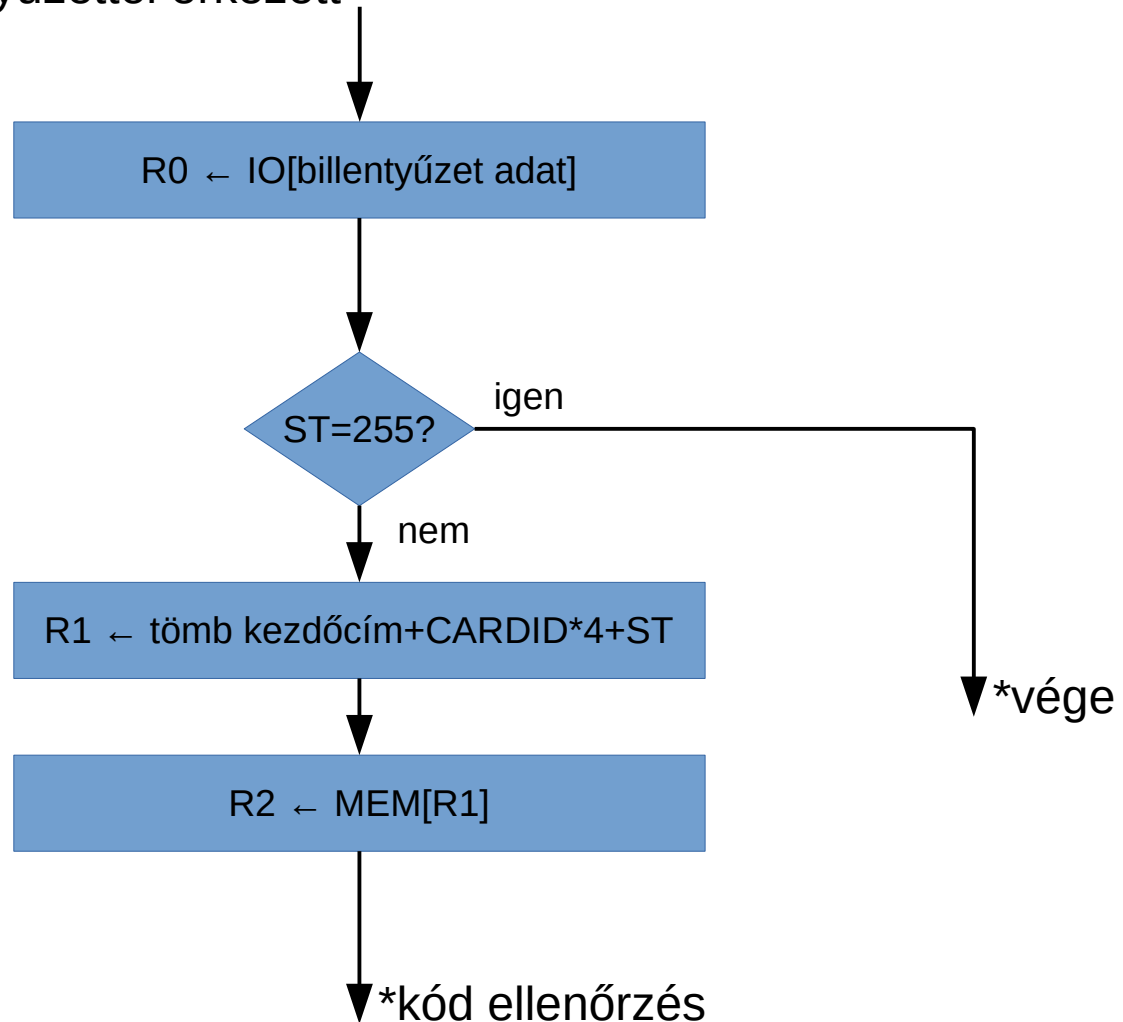 érkezett
R0 ← IO[billentyűzet adat]
ST=255?
igen
nem
R1 ← tömb kezdőcím+CARDID*4+ST
*vége
R2 ← MEM[R1]
*kód ellenőrzés